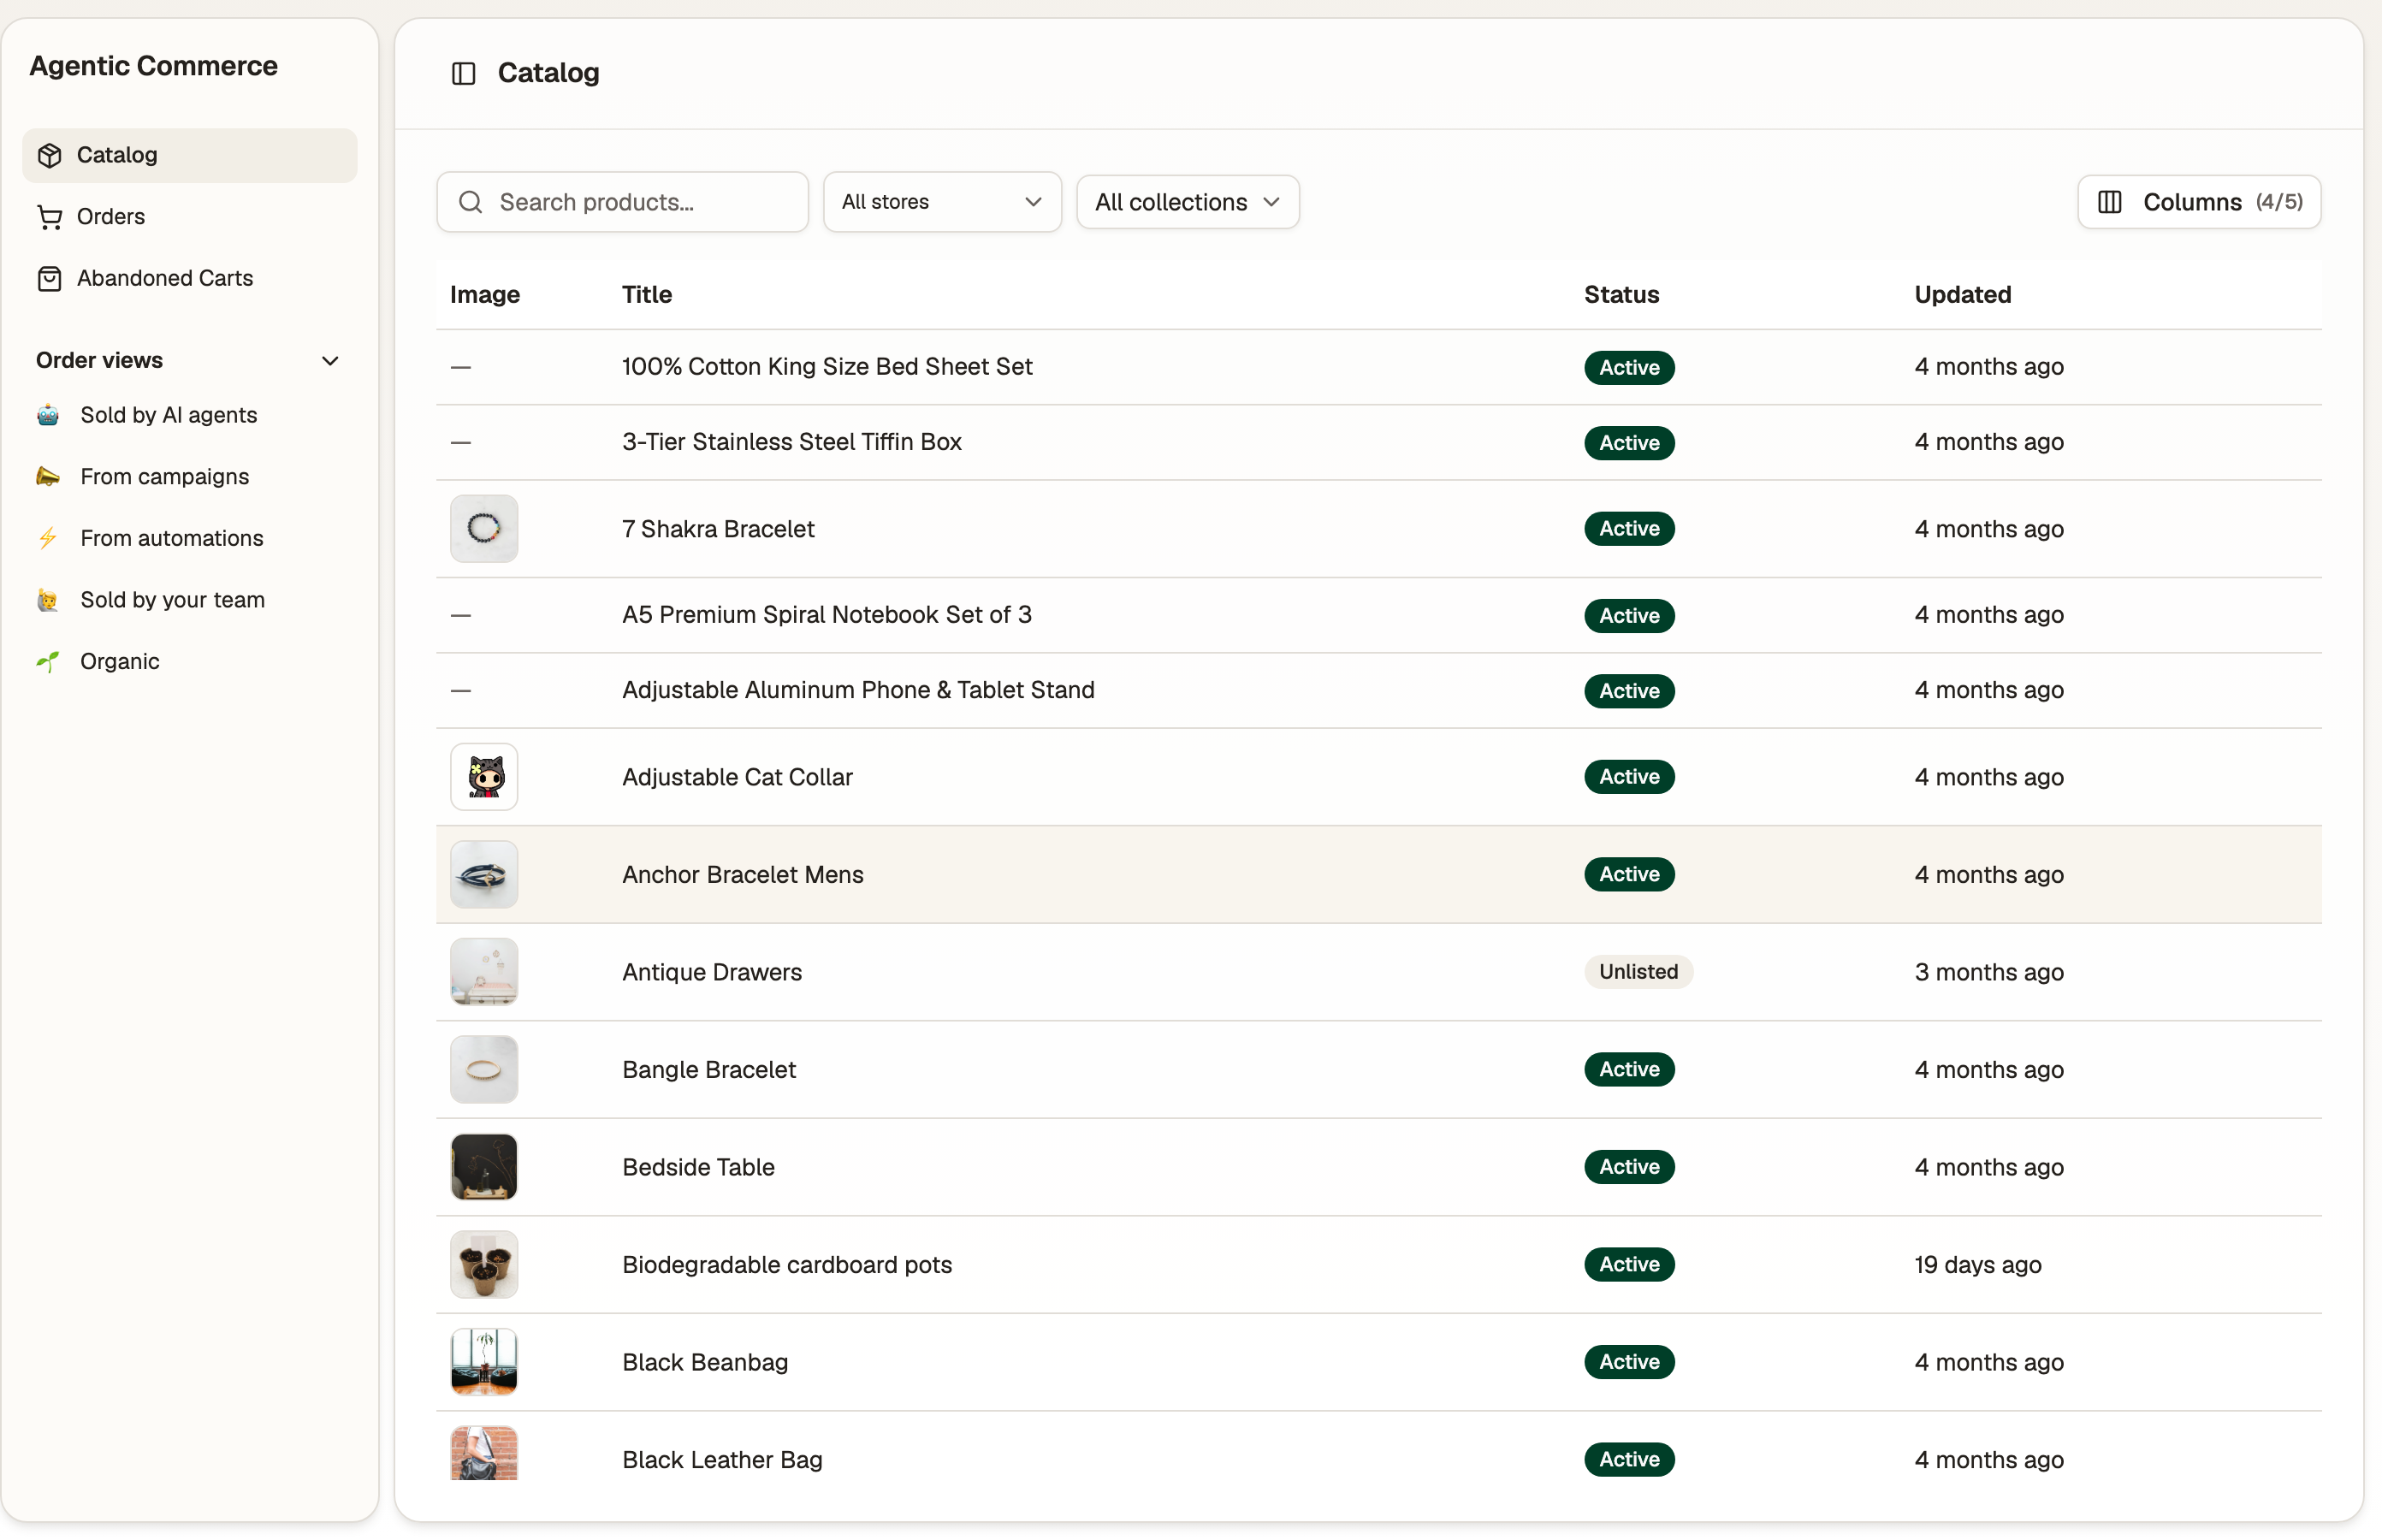 Agentic Commerce
Catalog
Orders
Abandoned Carts
Order views
Sold by AI agents
From campaigns
From automations
Sold by your team
Organic
Catalog
Search products...
All stores
All collections
Columns (4/5)
Image Title Status Updated
— 100% Cotton King Size Bed Sheet Set Active 4 months ago
— 3-Tier Stainless Steel Tiffin Box Active 4 months ago
7 Shakra Bracelet Active 4 months ago
— A5 Premium Spiral Notebook Set of 3 Active 4 months ago
— Adjustable Aluminum Phone & Tablet Stand Active 4 months ago
Adjustable Cat Collar Active 4 months ago
Anchor Bracelet Mens Active 4 months ago
Antique Drawers Unlisted 3 months ago
Bangle Bracelet Active 4 months ago
Bedside Table Active 4 months ago
Biodegradable cardboard pots Active 19 days ago
Black Beanbag Active 4 months ago
Black Leather Bag Active 4 months ago